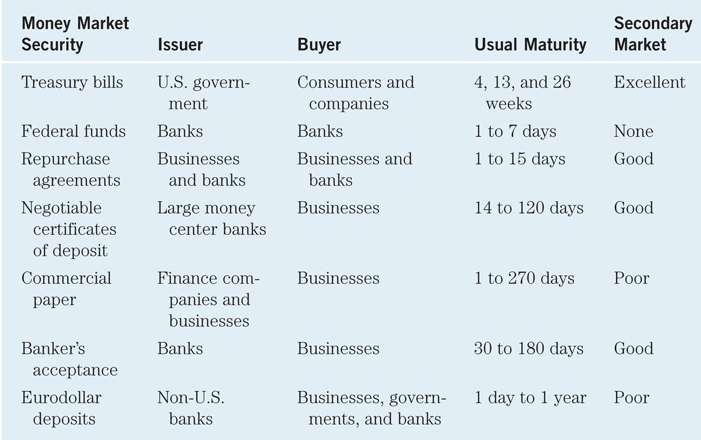 Money Market Security Issuer Buyer Usual Maturity Secondary Market
Treasury bills U.S. govern- Consumers and 4, 13, and 26 Excellent
ment companies weeks
Federal funds Banks Banks 1 to 7 days None
Repurchase Businesses Businesses and 1 to 15 days Good
agreements and banks banks
Negotiable Large money Businesses 14 to 120 days Good
certificates center banks
of deposit
Commercial Finance com- Businesses 1 to 270 days Poor
paper panies and
businesses
Banker's Banks Businesses 30 to 180 days Good
acceptance
Eurodollar Non-U.S. Businesses, govern- 1 day to 1 year Poor
deposits banks ments, and banks